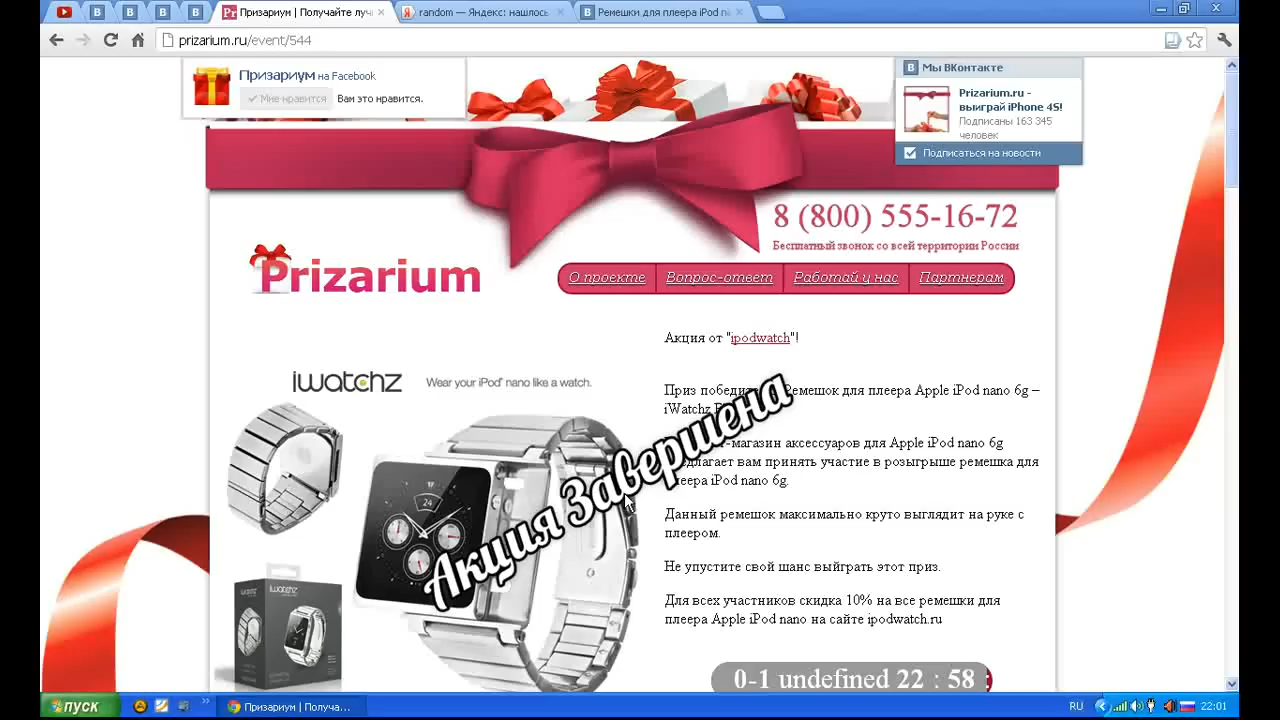 Призариум | Получайте луч
random — Яндекс: нашлось
Ремешки для плеера iPod na
prizarium.ru/event/544
Призариум на Facebook
Мне нравится
Вам это нравится.
Мы ВКонтакте
Prizarium.ru -
выиграй iPhone 4S!
Подписаны 163 345
человек
Подписаться на новости
8 (800) 555-16-72
Бесплатный звонок со всей территории России
Prizarium
О проекте
Вопрос-ответ
Работай у нас
Партнерам
Акция от "ipodwatch"!
iwatchz
Wear your iPod nano like a watch.
Приз победит Ремешок для плеера Apple iPod nano 6g –
iWatchz
-магазин аксессуаров для Apple iPod nano 6g
лагает вам принять участие в розыгрыше ремешка для
леера iPod nano 6g.
Акция Завершена
24
Данный ремешок максимально круто выглядит на руке с
плеером.
Не упустите свой шанс выйграть этот приз.
Для всех участников скидка 10% на все ремешки для
плеера Apple iPod nano на сайте ipodwatch.ru
iwatchz
iwatchz
0-1 undefined 22 : 58 :
пуск
Призариум | Получа...
RU
22:01